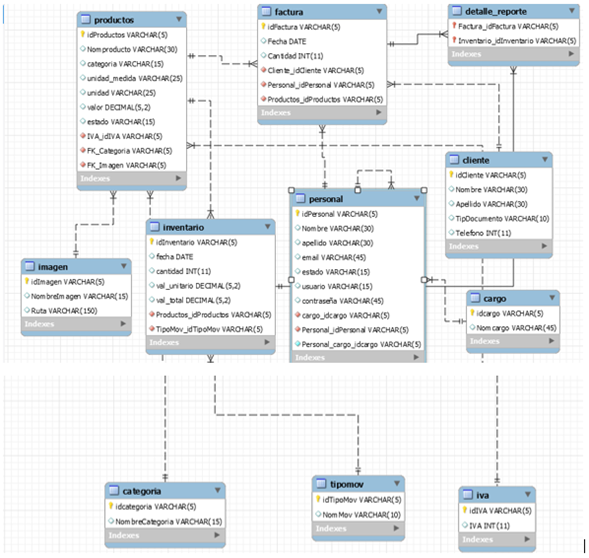 productos
idProductos VARCHAR(5)
Nomproducto VARCHAR(30)
categoria VARCHAR(15)
unidad_medida VARCHAR(25)
unidad VARCHAR(25)
valor DECIMAL(5,2)
estado VARCHAR(15)
IVA_idIVA VARCHAR(5)
FK_Categoria VARCHAR(5)
FK_Imagen VARCHAR(5)
Indexes
factura
idFactura VARCHAR(5)
Fecha DATE
Cantidad INT(11)
Cliente_idCliente VARCHAR(5)
Personal_idPersonal VARCHAR(5)
Productos_idProductos VARCHAR(5)
Indexes
detalle_reporte
Factura_idFactura VARCHAR(5)
Inventario_idInventario VARCHAR(5)
Indexes
cliente
idCliente VARCHAR(5)
Nombre VARCHAR(30)
Apellido VARCHAR(30)
TipDocumento VARCHAR(10)
Telefono INT(11)
Indexes
imagen
idImagen VARCHAR(5)
NombreImagen VARCHAR(15)
Ruta VARCHAR(150)
Indexes
inventario
idInventario VARCHAR(5)
fecha DATE
cantidad INT(11)
val_unitario DECIMAL(5,2)
val_total DECIMAL(5,2)
Productos_idProductos VARCHAR(5)
TipoMov_idTipoMov VARCHAR(5)
Indexes
personal
idPersonal VARCHAR(5)
Nombre VARCHAR(30)
apellido VARCHAR(30)
email VARCHAR(45)
estado VARCHAR(15)
usuario VARCHAR(15)
contraseña VARCHAR(45)
cargo_idcargo VARCHAR(5)
Personal_idPersonal VARCHAR(5)
Personal_cargo_idcargo VARCHAR(5)
Indexes
cargo
idcargo VARCHAR(5)
Nomcargo VARCHAR(45)
Indexes
categoria
idcategoria VARCHAR(5)
NombreCategoria VARCHAR(15)
Indexes
tipomov
idTipoMov VARCHAR(5)
NomMov VARCHAR(10)
Indexes
iva
idIVA VARCHAR(5)
IVA INT(11)
Indexes